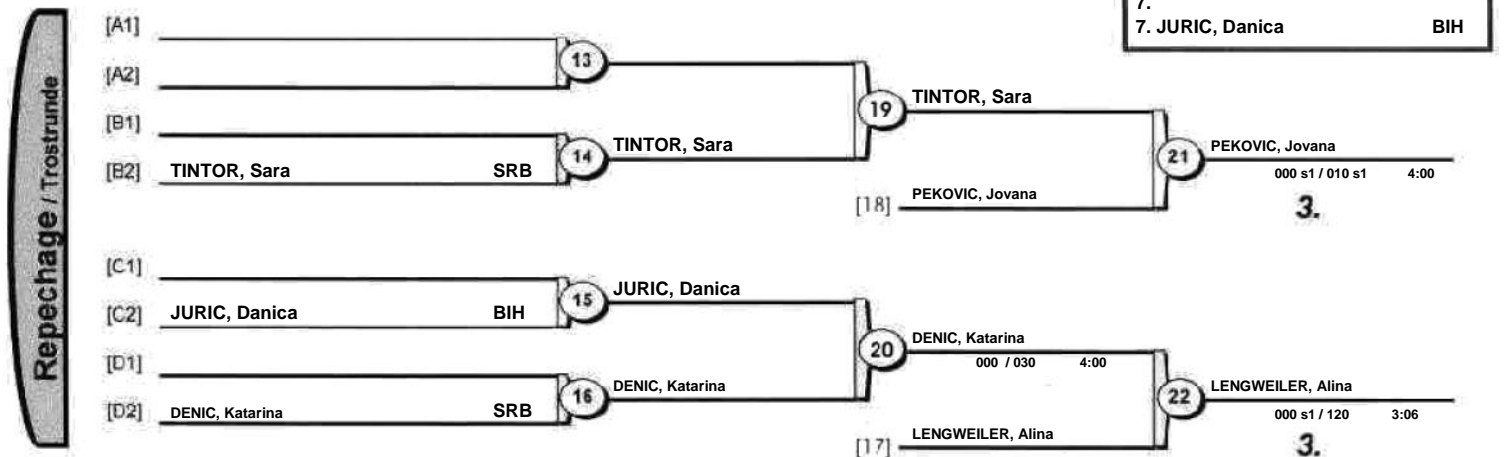 7.
7. JURIC, Danica BIH
Repechage / Trostrunde
[A1]
13
[A2]
19
TINTOR, Sara
[B1]
14
TINTOR, Sara
21
PEKOVIC, Jovana
[B2] TINTOR, Sara SRB
000 s1 / 010 s1 4:00
[18] PEKOVIC, Jovana
3.
[C1]
15
JURIC, Danica
[C2] JURIC, Danica BIH
20
DENIC, Katarina
000 / 030 4:00
[D1]
16
DENIC, Katarina
22
LENGWEILER, Alina
[D2] DENIC, Katarina SRB
000 s1 / 120 3:06
[17] LENGWEILER, Alina
3.